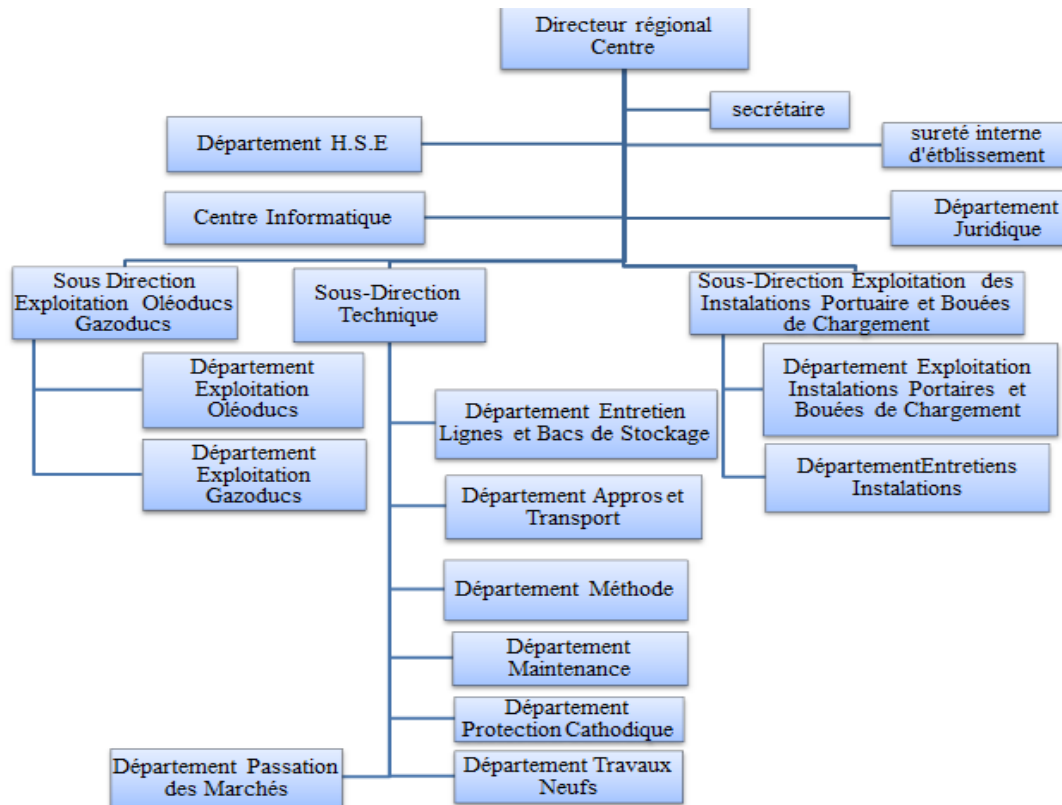 Directeur régional
Centre
secrétaire
Département H.S.E
sureté interne
d'étblissement
Centre Informatique
Département
Juridique
Sous Direction
Exploitation Oléoducs
Gazoducs
Sous-Direction
Technique
Sous-Direction Exploitation des
Instalations Portuaire et Bouées
de Chargement
Département
Exploitation
Oléoducs
Département
Exploitation
Gazoducs
Département Entretien
Lignes et Bacs de Stockage
Département Appros et
Transport
Département Méthode
Département
Maintenance
Département
Protection Cathodique
Département Travaux
Neufs
Département Passation
des Marchés
Département Exploitation
Instalations Portaires et
Bouées de Chargement
DépartementEntretiens
Instalations